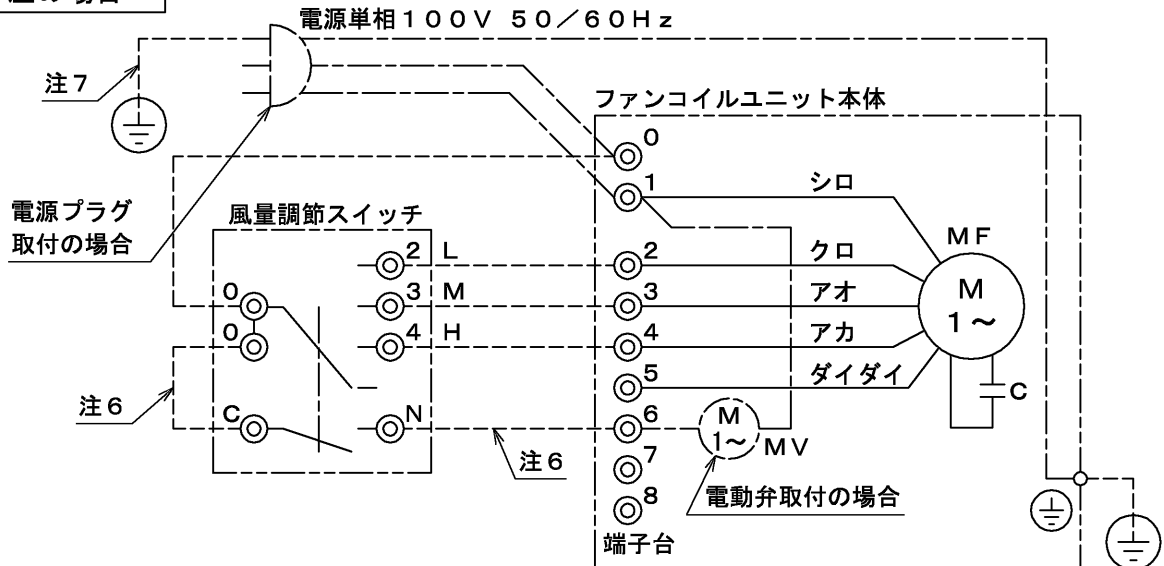 電源単相１００Ｖ ５０／６０Ｈｚ
注７
ファンコイルユニット本体
電源プラグ
取付の場合
風量調節スイッチ
0
1
シロ
ＭＦ
2 L
2
クロ
M
1～
0
3 M
3
アオ
0
4 H
4
アカ
5
ダイダイ
C
注６
C
N
注６
6
M
1～
ＭＶ
7
電動弁取付の場合
8
端子台